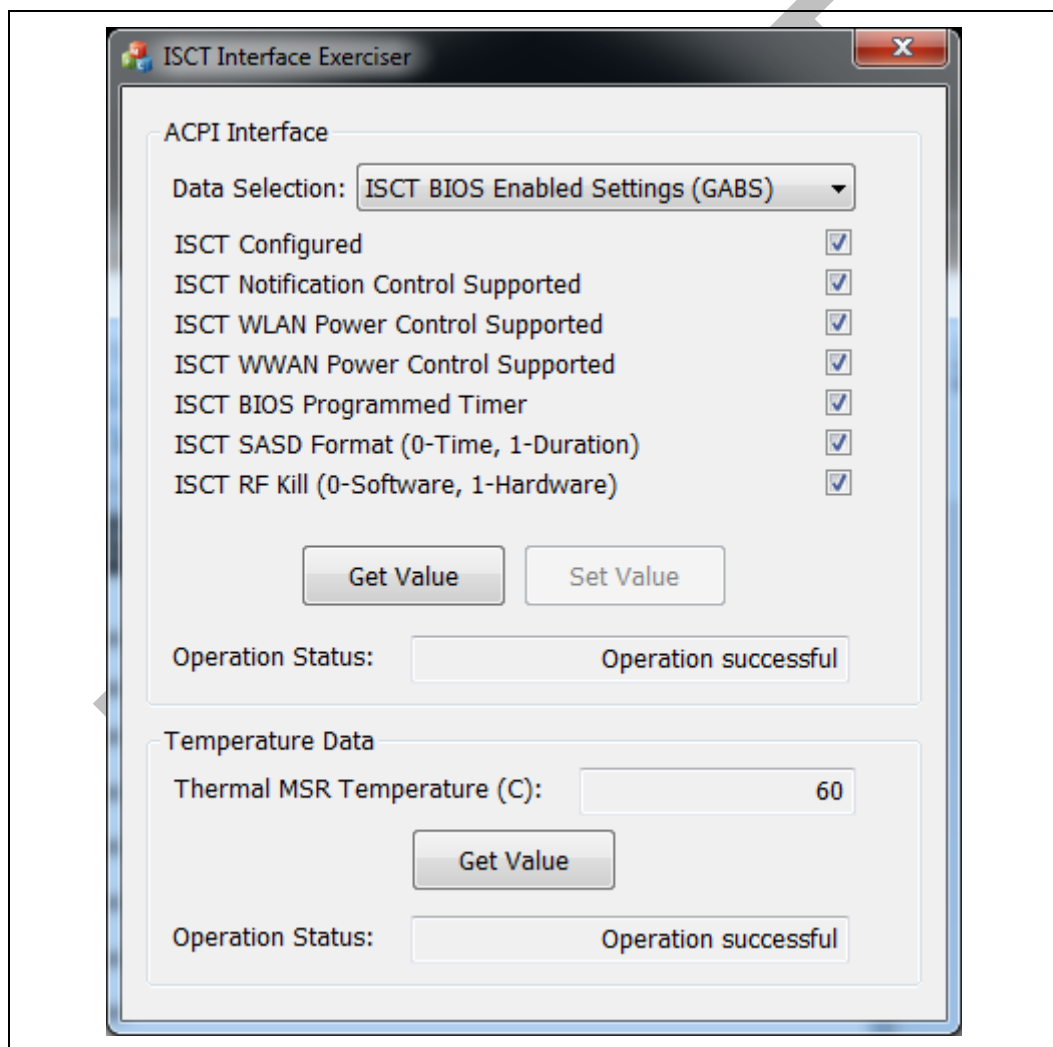 ISCT Interface Exerciser
ACPI Interface
Data Selection: ISCT BIOS Enabled Settings (GABS)
ISCT Configured
ISCT Notification Control Supported
ISCT WLAN Power Control Supported
ISCT WWAN Power Control Supported
ISCT BIOS Programmed Timer
ISCT SASD Format (0-Time, 1-Duration)
ISCT RF Kill (0-Software, 1-Hardware)
Get Value Set Value
Operation Status: Operation successful
Temperature Data
Thermal MSR Temperature (C): 60
Get Value
Operation Status: Operation successful